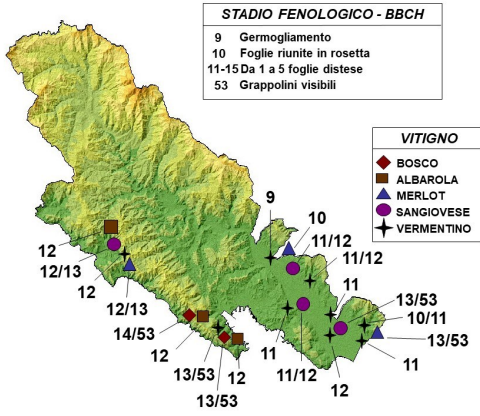 STADIO FENOLOGICO - BBCH
9 Germogliamento
10 Foglie riunite in rosetta
11-15 Da 1 a 5 foglie distese
53 Grappolini visibili
VITIGNO
BOSCO
ALBAROLA
MERLOT
SANGIOVESE
VERMENTINO
9
10
11/12
11/12
12
12/13
12
11
13/53
10/11
12/13
14/53
12
13/53
12
13/53
11
11/12
12
11
13/53